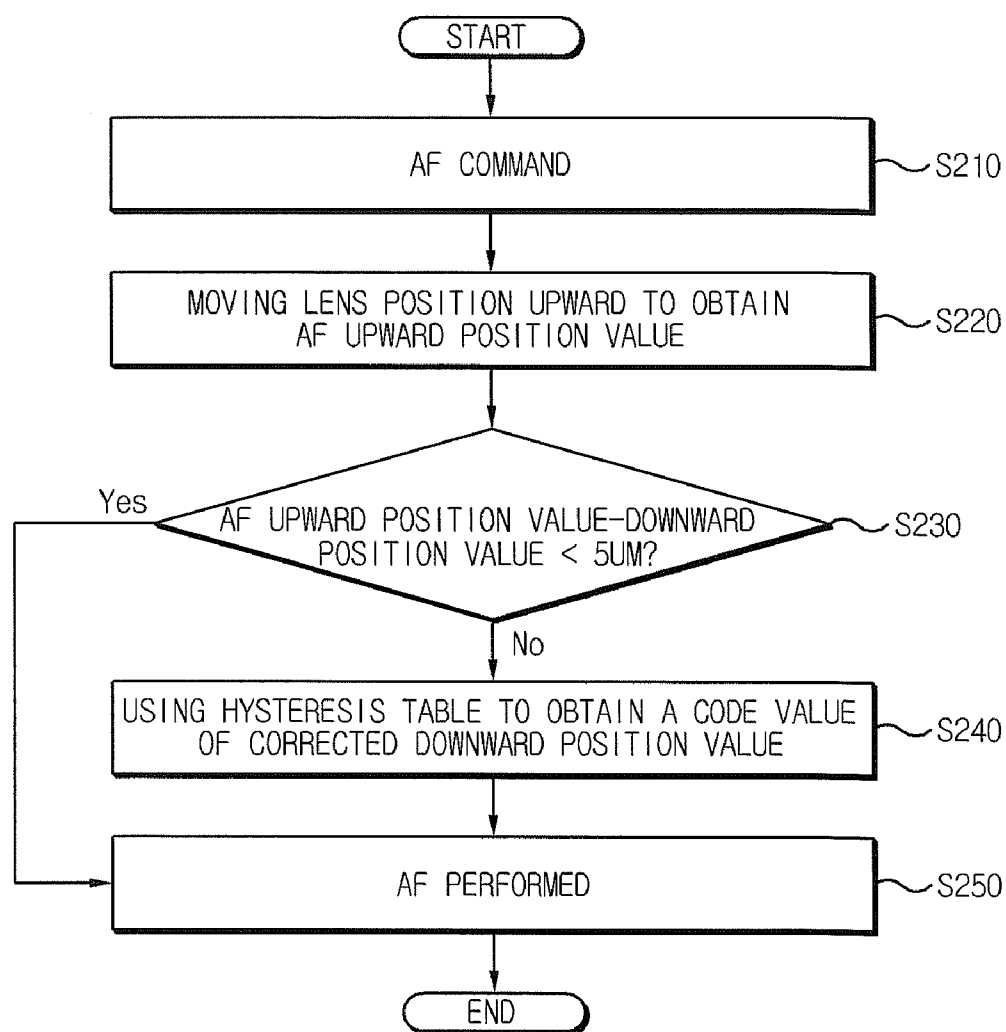 START
AF COMMAND
S210
MOVING LENS POSITION UPWARD TO OBTAIN
AF UPWARD POSITION VALUE
S220
Yes
AF UPWARD POSITION VALUE-DOWNWARD
POSITION VALUE < 5UM?
S230
No
USING HYSTERESIS TABLE TO OBTAIN A CODE VALUE
OF CORRECTED DOWNWARD POSITION VALUE
S240
AF PERFORMED
S250
END